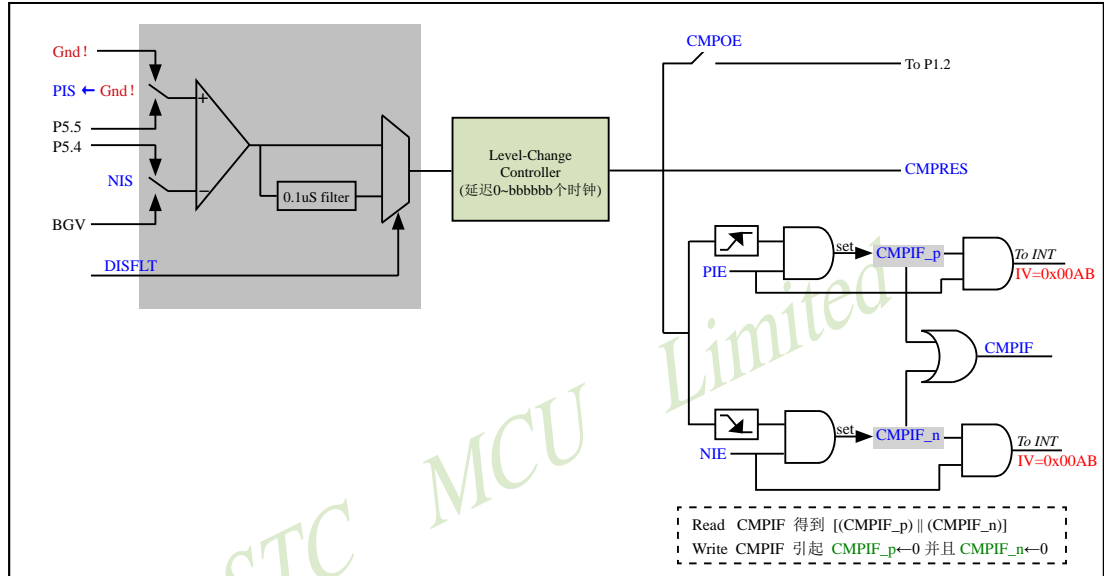 Gnd !
PIS ← Gnd !
P5.5
P5.4
NIS
BGV
DISFLT
+
−
0.1uS filter
Level-Change
Controller
(延迟0~bbbbbb个时钟)
CMPOE
To P1.2
CMPRES
PIE
set
CMPIF_p
To INT
IV=0x00AB
CMPIF
NIE
set
CMPIF_n
To INT
IV=0x00AB
Read CMPIF 得到 [(CMPIF_p) || (CMPIF_n)]
Write CMPIF 引起 CMPIF_p←0 并且 CMPIF_n←0
STC MCU Limited